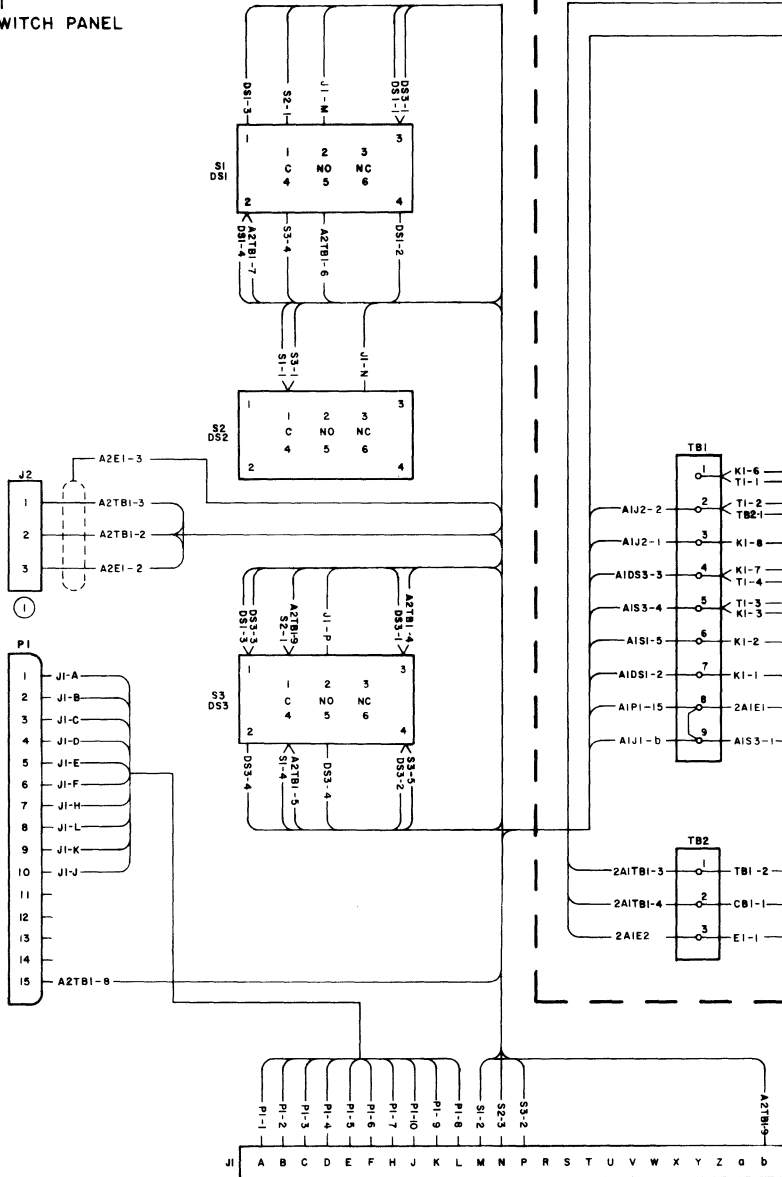 WITCH PANEL
DS1-3
S2-1
J1-M
DS3-1
DS1-1
S1
DS1
1 3
1 2 3
C NO NC
4 5 6
2 4
DS1-4
A2TB1-7
S3-4
A2TB1-6
DS1-2
S1-1
S3-1
J1-N
S2
DS2
1 3
1 2 3
C NO NC
4 5 6
2 4
J2
A2E1-3
1 A2TB1-3
2 A2TB1-2
3 A2E1-2
1
DS1-3
DS3-3
S2-1
A2TB1-9
J1-P
DS3-1
A2TB1-4
S3
DS3
1 3
1 2 3
C NO NC
4 5 6
2 4
DS3-4
S1-4
A2TB1-5
DS3-4
DS3-2
S3-5
P1
1 J1-A
2 J1-B
3 J1-C
4 J1-D
5 J1-E
6 J1-F
7 J1-H
8 J1-L
9 J1-K
10 J1-J
11
12
13
14
15 A2TB1-8
TB1
1 K1-6
T1-1
A1J2-2 2 T1-2
TB2-1
A1J2-1 3 K1-8
A1DS3-3 4 K1-7
T1-4
A1S3-4 5 T1-3
K1-3
A1S1-5 6 K1-2
A1DS1-2 7 K1-1
A1P1-15 8 2A1E1
A1J1-b 9 A1S3-1
TB2
2A1TB1-3 1 TB1-2
2A1TB1-4 2 CB1-1
2A1E2 3 E1-1
P1-1
P1-2
P1-3
P1-4
P1-5
P1-6
P1-7
P1-10
P1-9
P1-8
S1-2
S2-3
S3-2
A2TB1-9
J1 A B C D E F H J K L M N P R S T U V W X Y Z a b